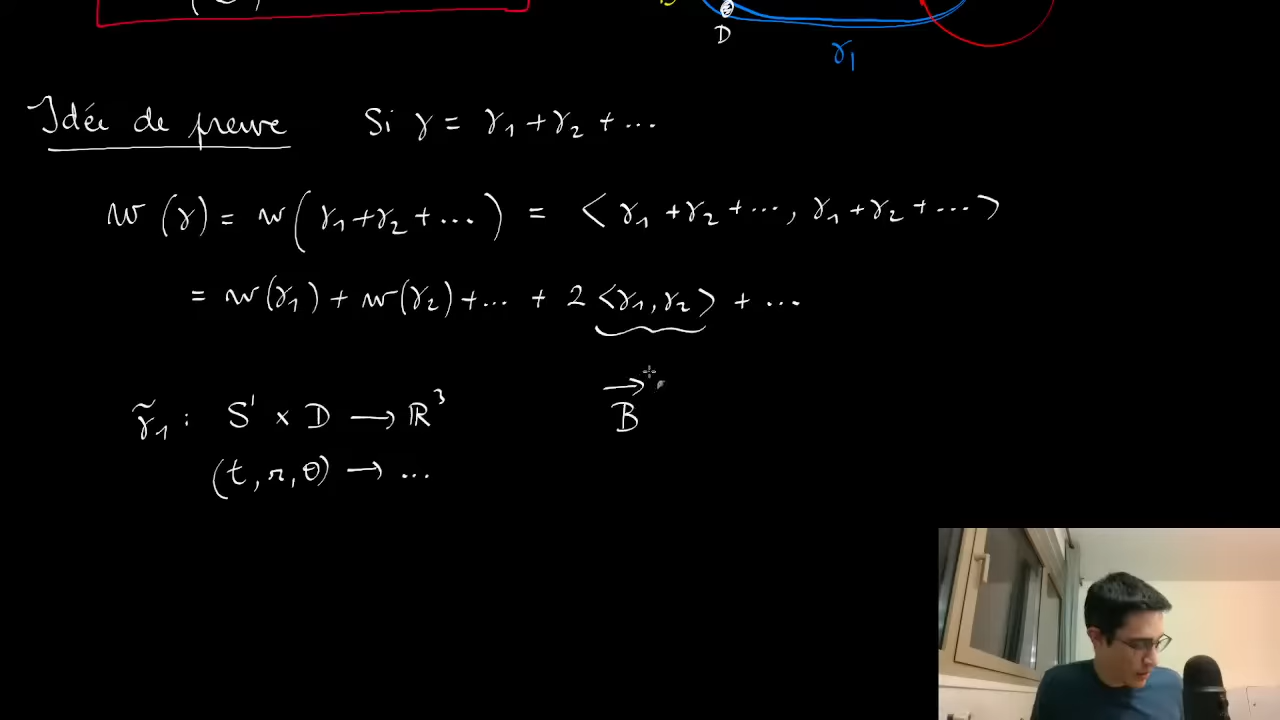 D
γ₁
Idée de preuve Si γ = γ₁ + γ₂ + ...
w(γ) = w(γ₁+γ₂+...) = <γ₁+γ₂+..., γ₁+γ₂+...>
= w(γ₁) + w(γ₂) + ... + 2 <γ₁,γ₂> + ...
γ̃₁ : S¹ × D → ℝ³ B⃗
(t, r, θ) → ...